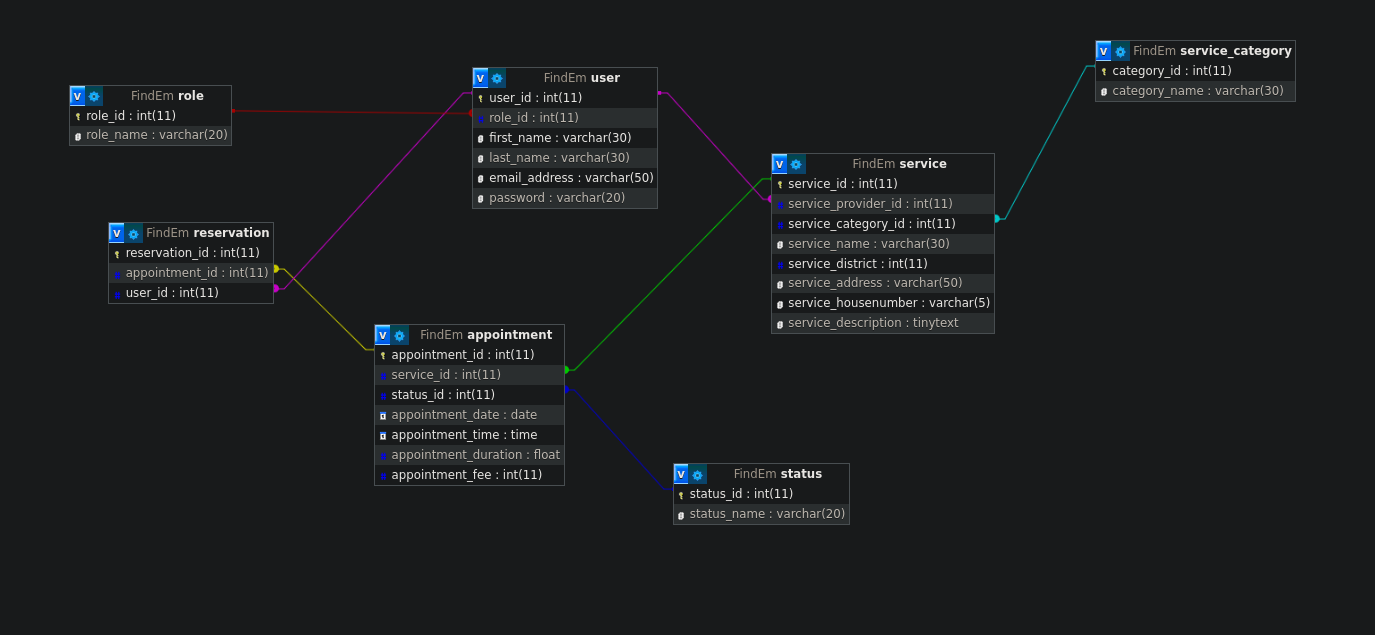 V FindEm role
role_id : int(11)
role_name : varchar(20)
V FindEm user
user_id : int(11)
role_id : int(11)
first_name : varchar(30)
last_name : varchar(30)
email_address : varchar(50)
password : varchar(20)
V FindEm service_category
category_id : int(11)
category_name : varchar(30)
V FindEm service
service_id : int(11)
service_provider_id : int(11)
service_category_id : int(11)
service_name : varchar(30)
service_district : int(11)
service_address : varchar(50)
service_housenumber : varchar(5)
service_description : tinytext
V FindEm reservation
reservation_id : int(11)
appointment_id : int(11)
user_id : int(11)
V FindEm appointment
appointment_id : int(11)
service_id : int(11)
status_id : int(11)
appointment_date : date
appointment_time : time
appointment_duration : float
appointment_fee : int(11)
V FindEm status
status_id : int(11)
status_name : varchar(20)